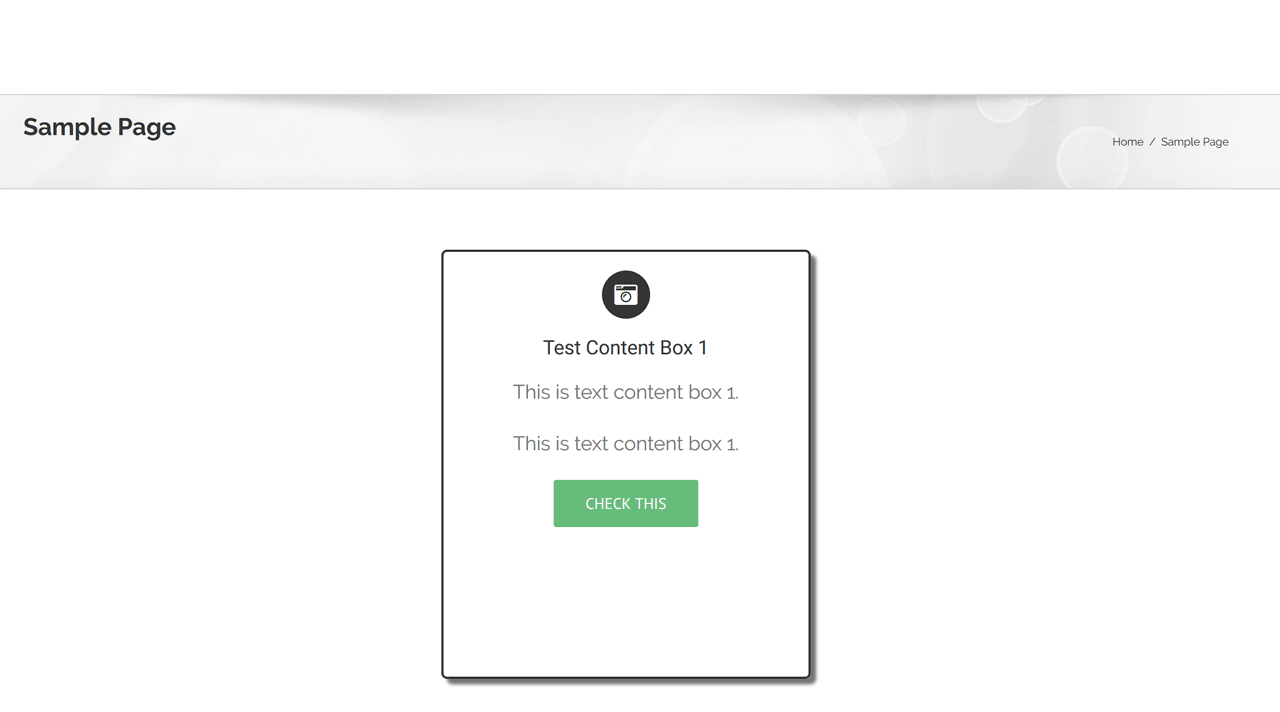 Sample Page
Home / Sample Page
Test Content Box 1
This is text content box 1.
This is text content box 1.
CHECK THIS